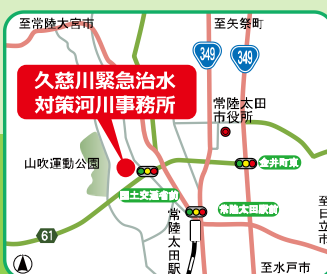 至常陸大宮市
至矢祭町
349
349
久慈川緊急治水
対策河川事務所
常陸太田
市役所
山吹運動公園
金井町東
国土交通省前
常陸太田駅前
61
常陸太田駅
至日立市
至水戸市